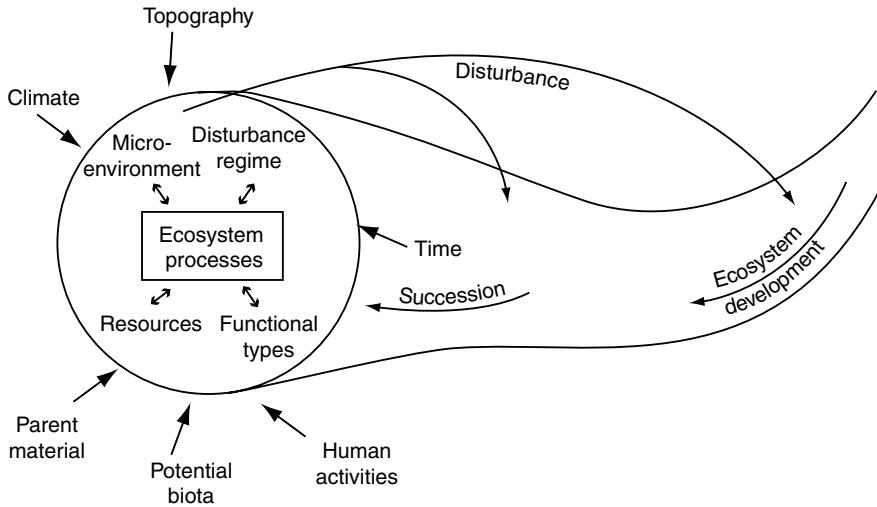 Topography
Climate
Disturbance
Micro-
environment
Disturbance
regime
Ecosystem
processes
Time
Ecosystem
development
Succession
Resources
Functional
types
Parent
material
Potential
biota
Human
activities